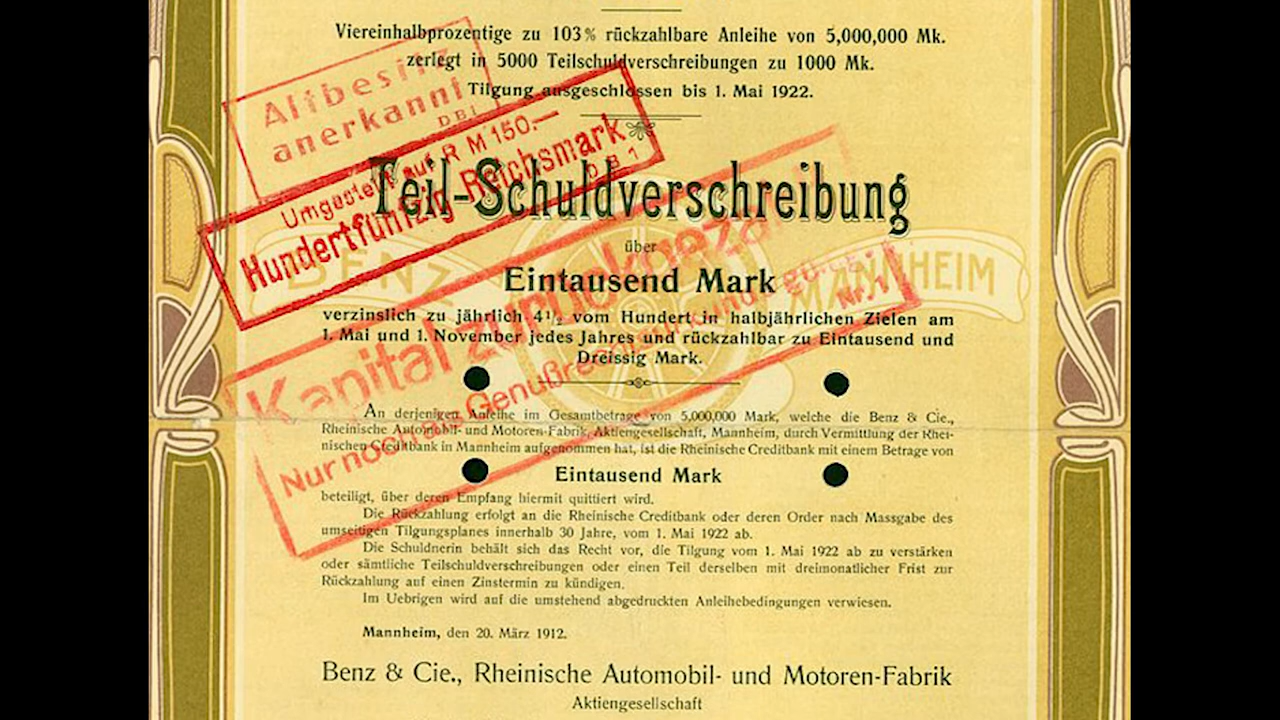 Viereinhalbprozentige zu 103% rückzahlbare Anleihe von 5,000,000 Mk.
zerlegt in 5000 Teilschuldverschreibungen zu 1000 Mk.
Tilgung ausgeschlossen bis 1. Mai 1922.
Altbesitz
anerkannt
DBI
Umgestellt auf R M 150.—
Hundertfünfzig Reichsmark
DB1
Teil-Schuldverschreibung
über
BENZ MANNHEIM
Eintausend Mark
Kapital zurückgezahlt
Nur noch als Genußrechtsurkunde gültig
Nr. 1
verzinslich zu jährlich 4½ vom Hundert in halbjährlichen Zielen am
1. Mai und 1. November jedes Jahres und rückzahlbar zu Eintausend und
Dreissig Mark.
An derjenigen Anleihe im Gesamtbetrage von 5,000,000 Mark, welche die Benz & Cie.,
Rheinische Automobil- und Motoren-Fabrik, Aktiengesellschaft, Mannheim, durch Vermittlung der Rhei-
nischen Creditbank in Mannheim aufgenommen hat, ist die Rheinische Creditbank mit einem Betrage von
Eintausend Mark
beteiligt, über deren Empfang hiermit quittiert wird.
Die Rückzahlung erfolgt an die Rheinische Creditbank oder deren Order nach Massgabe des
umseitigen Tilgungsplanes innerhalb 30 Jahre, vom 1. Mai 1922 ab.
Die Schuldnerin behält sich das Recht vor, die Tilgung vom 1. Mai 1922 ab zu verstärken
oder sämtliche Teilschuldverschreibungen oder einen Teil derselben mit dreimonatlicher Frist zur
Rückzahlung auf einen Zinstermin zu kündigen.
Im Uebrigen wird auf die umstehend abgedruckten Anleihebedingungen verwiesen.
Mannheim, den 20. März 1912.
Benz & Cie., Rheinische Automobil- und Motoren-Fabrik
Aktiengesellschaft